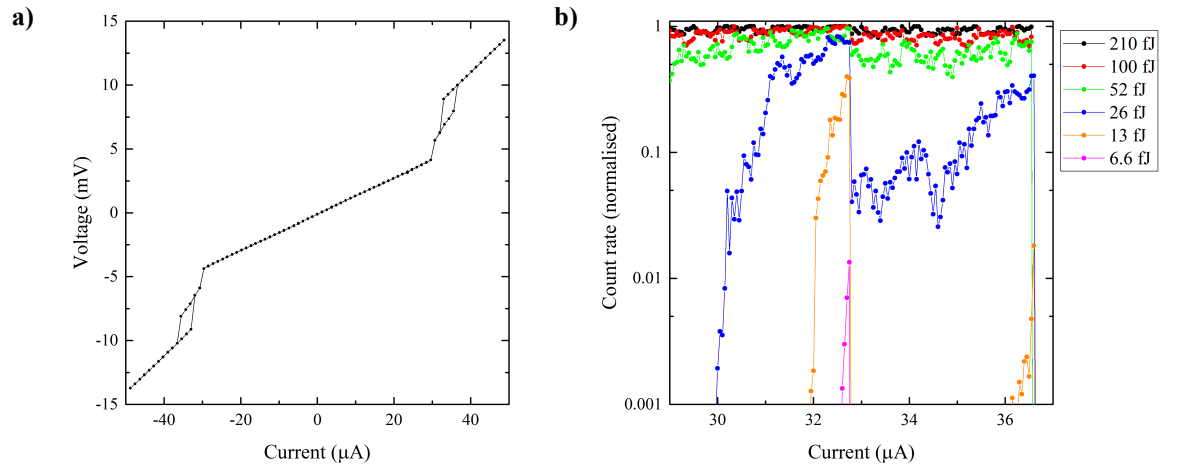 a)
15
10
5
0
-5
-10
-15
Voltage (mV)
-40
-20
0
20
40
Current (µA)
b)
1
0.1
0.01
0.001
Count rate (normalised)
30
32
34
36
Current (µA)
210 fJ
100 fJ
52 fJ
26 fJ
13 fJ
6.6 fJ